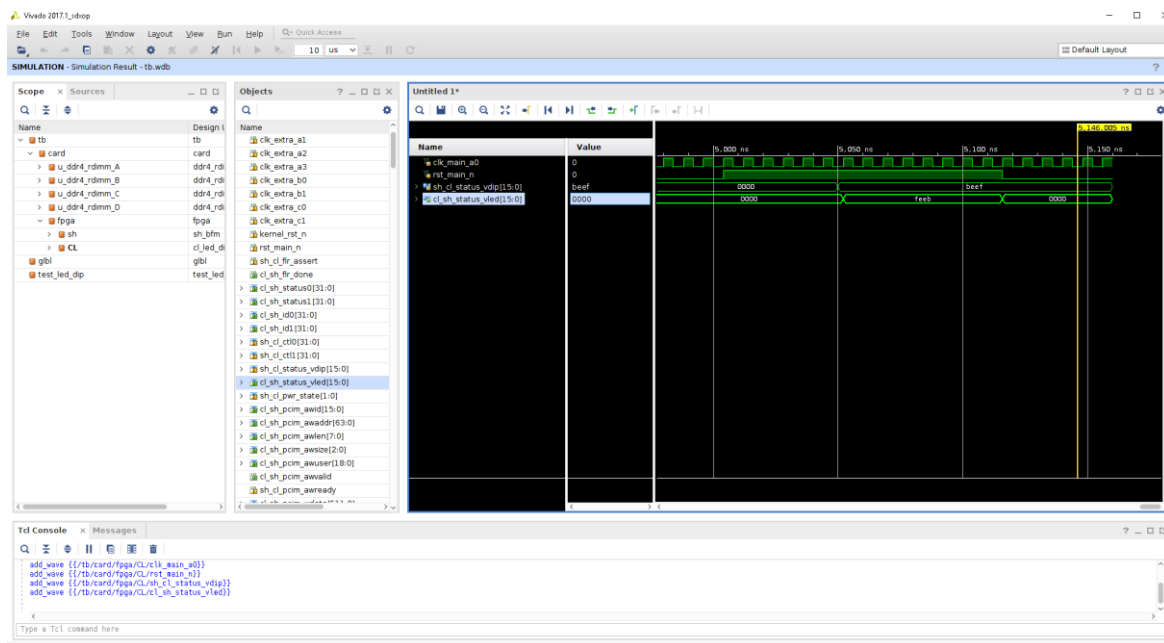 Vivado 2017.1_sdxop
File Edit Tools Window Layout View Run Help Quick Access
10 us Default Layout
SIMULATION - Simulation Result - tb.wdb ?
Scope × Sources
Name Design
tb tb
card card
u_ddr4_rdimm_A ddr4_rdi
u_ddr4_rdimm_B ddr4_rdi
u_ddr4_rdimm_C ddr4_rdi
u_ddr4_rdimm_D ddr4_rdi
fpga fpga
sh sh_bfm
CL cl_led_di
glbl glbl
test_led_dip test_led
Objects
Name
clk_extra_a1
clk_extra_a2
clk_extra_a3
clk_extra_b0
clk_extra_b1
clk_extra_c0
clk_extra_c1
kernel_rst_n
rst_main_n
sh_cl_flr_assert
cl_sh_flr_done
cl_sh_status0[31:0]
cl_sh_status1[31:0]
cl_sh_id0[31:0]
cl_sh_id1[31:0]
sh_cl_ctl0[31:0]
sh_cl_ctl1[31:0]
sh_cl_status_vdip[15:0]
cl_sh_status_vled[15:0]
sh_cl_pwr_state[1:0]
cl_sh_pcim_awid[15:0]
cl_sh_pcim_awaddr[63:0]
cl_sh_pcim_awlen[7:0]
cl_sh_pcim_awsize[2:0]
cl_sh_pcim_awuser[18:0]
cl_sh_pcim_awvalid
sh_cl_pcim_awready
Untitled 1*
5,146.005 ns
Name Value 5,000 ns 5,050 ns 5,100 ns 5,150 ns
clk_main_a0 0
rst_main_n 0
sh_cl_status_vdip[15:0] beef 0000 beef
cl_sh_status_vled[15:0] 0000 0000 feeb 0000
Tcl Console × Messages
add_wave {{/tb/card/fpga/CL/clk_main_a0}}
add_wave {{/tb/card/fpga/CL/rst_main_n}}
add_wave {{/tb/card/fpga/CL/sh_cl_status_vdip}}
add_wave {{/tb/card/fpga/CL/cl_sh_status_vled}}
Type a Tcl command here